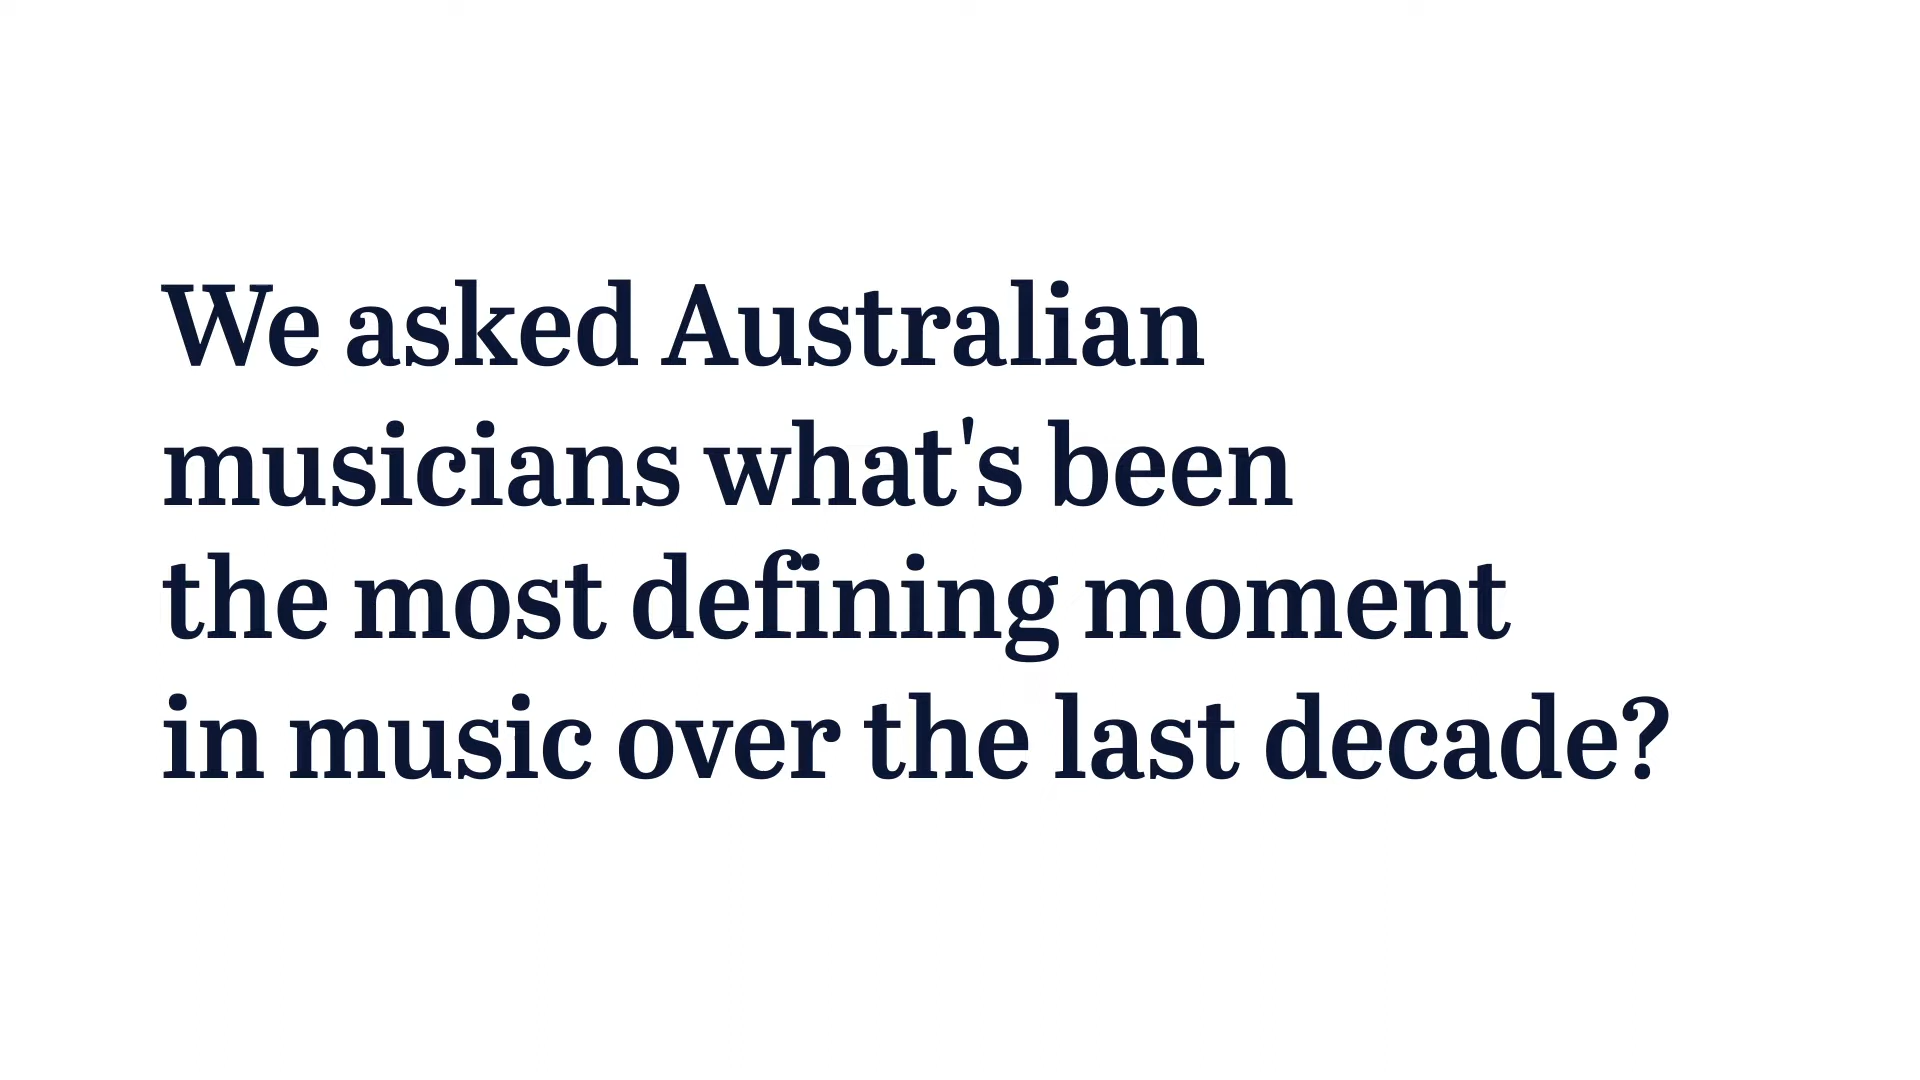 We asked Australian
musicians what's been
the most defining moment
in music over the last decade?